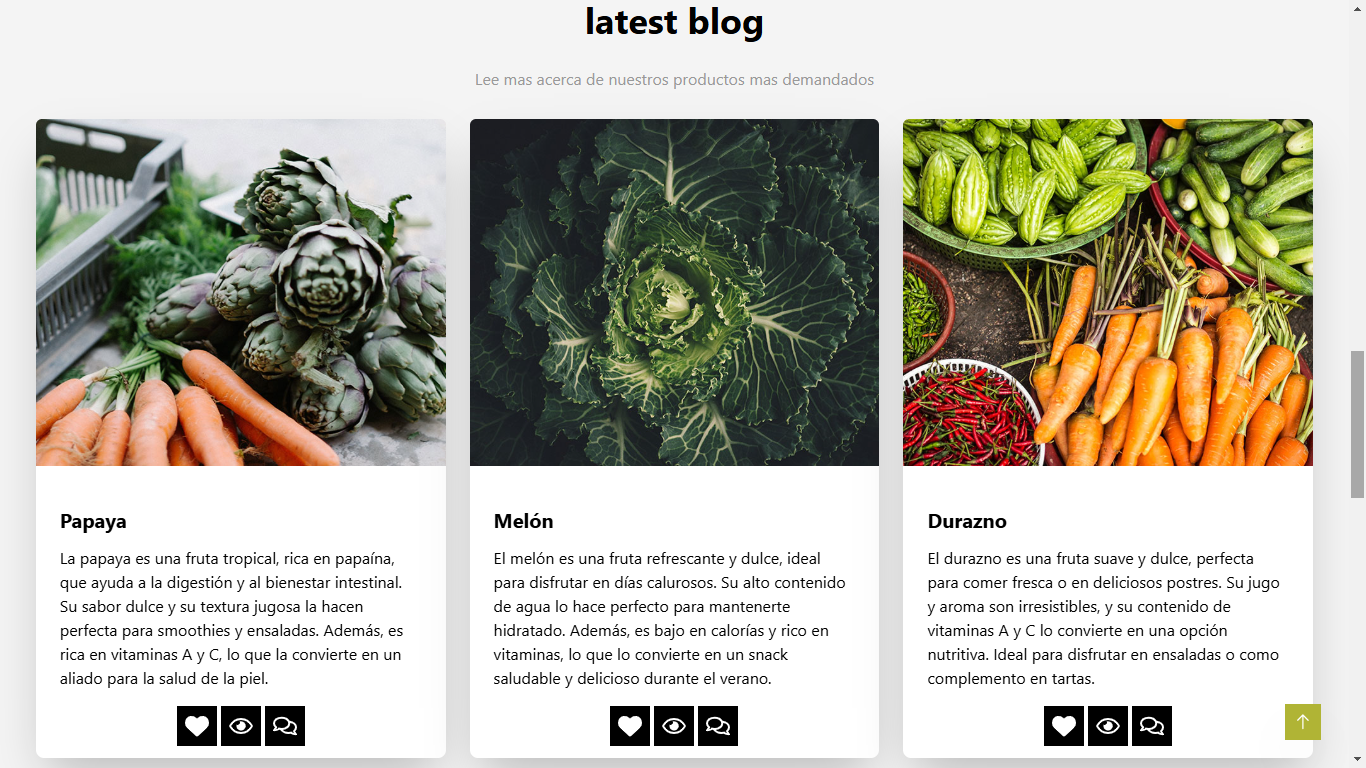 latest blog
Lee mas acerca de nuestros productos mas demandados
Papaya
La papaya es una fruta tropical, rica en papaína,
que ayuda a la digestión y al bienestar intestinal.
Su sabor dulce y su textura jugosa la hacen
perfecta para smoothies y ensaladas. Además, es
rica en vitaminas A y C, lo que la convierte en un
aliado para la salud de la piel.
Melón
El melón es una fruta refrescante y dulce, ideal
para disfrutar en días calurosos. Su alto contenido
de agua lo hace perfecto para mantenerte
hidratado. Además, es bajo en calorías y rico en
vitaminas, lo que lo convierte en un snack
saludable y delicioso durante el verano.
Durazno
El durazno es una fruta suave y dulce, perfecta
para comer fresca o en deliciosos postres. Su jugo
y aroma son irresistibles, y su contenido de
vitaminas A y C lo convierte en una opción
nutritiva. Ideal para disfrutar en ensaladas o como
complemento en tartas.